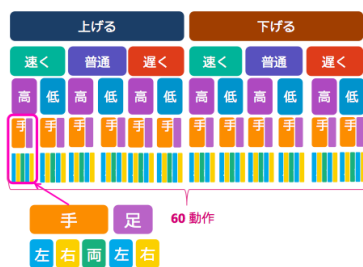 上げる 下げる
速く 普通 遅く 速く 普通 遅く
高 低 高 低 高 低 高 低 高 低 高 低
手 手 手 手 手 手 手 手 手 手 手 手
60 動作
手 足
左 右 両 左 右